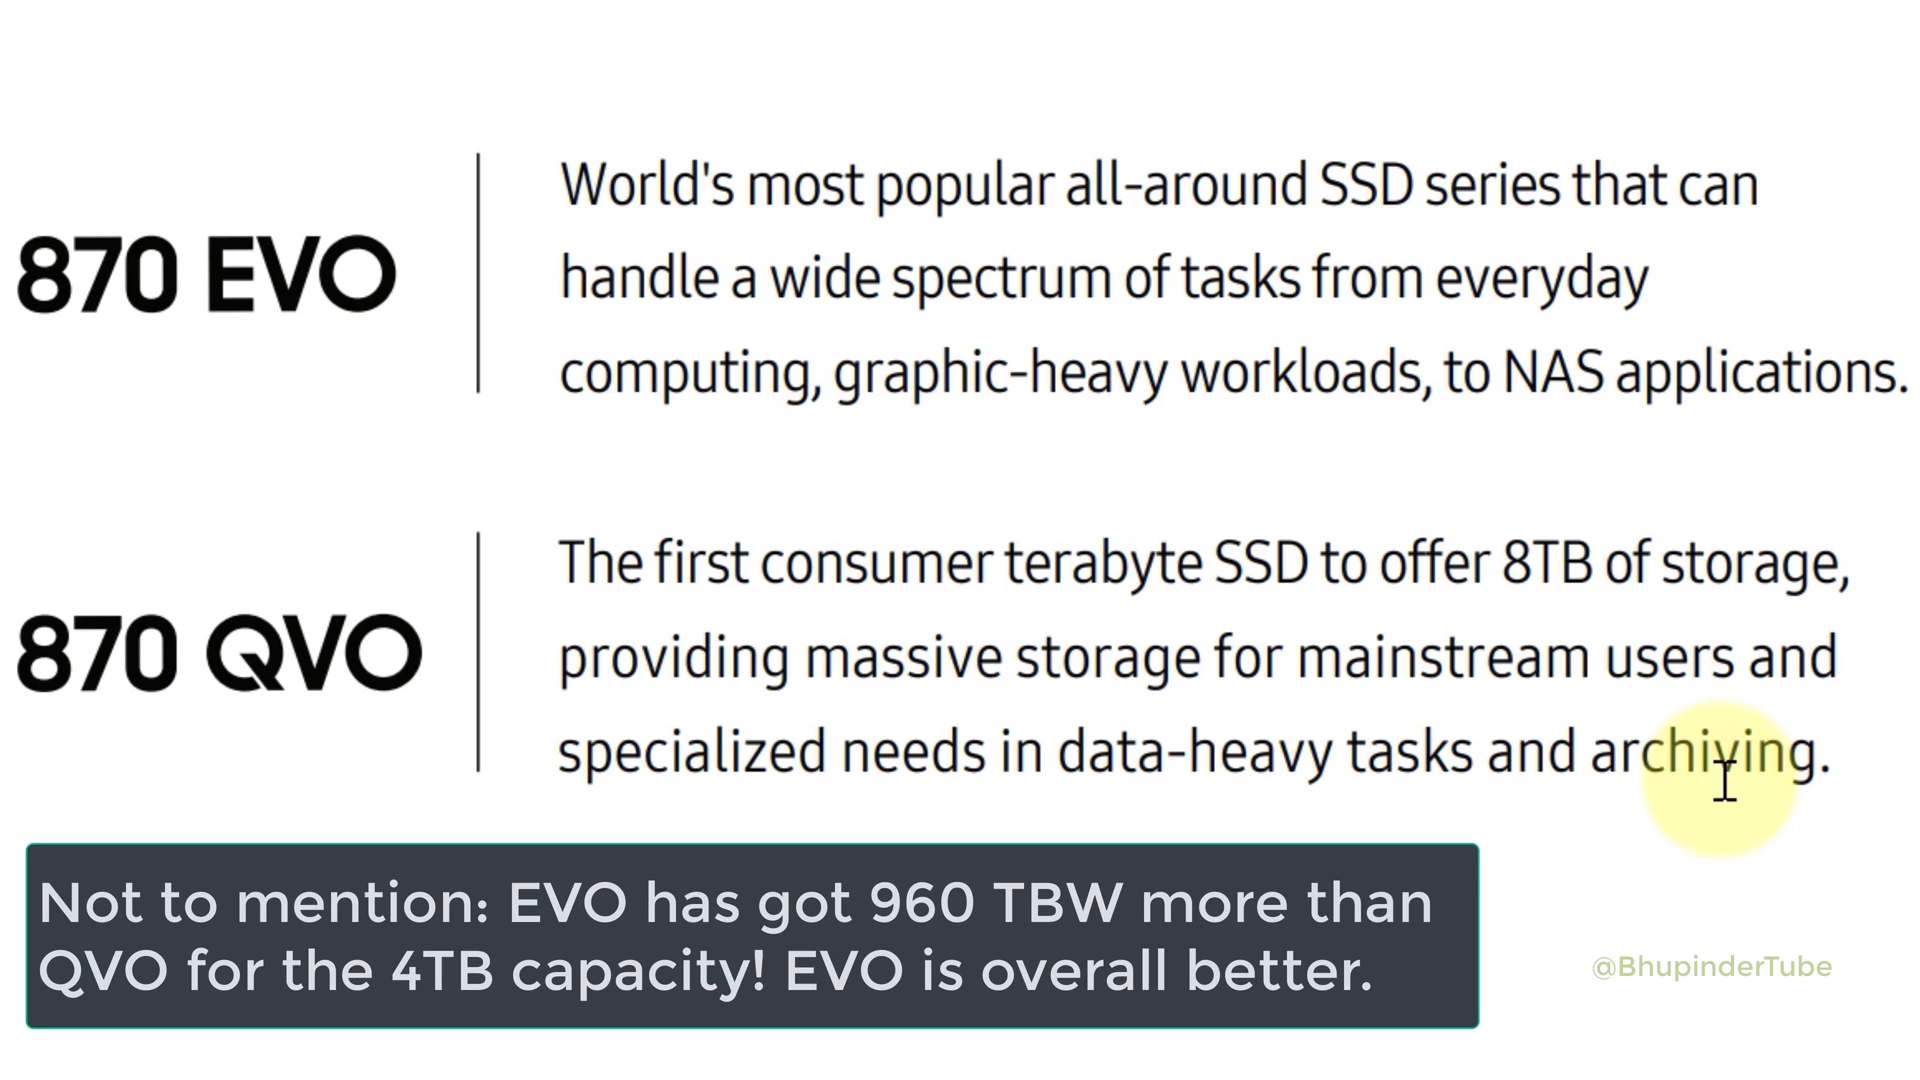 870 EVO
World's most popular all-around SSD series that can
handle a wide spectrum of tasks from everyday
computing, graphic-heavy workloads, to NAS applications.
870 QVO
The first consumer terabyte SSD to offer 8TB of storage,
providing massive storage for mainstream users and
specialized needs in data-heavy tasks and archiving.
Not to mention: EVO has got 960 TBW more than
QVO for the 4TB capacity! EVO is overall better.
@BhupinderTube